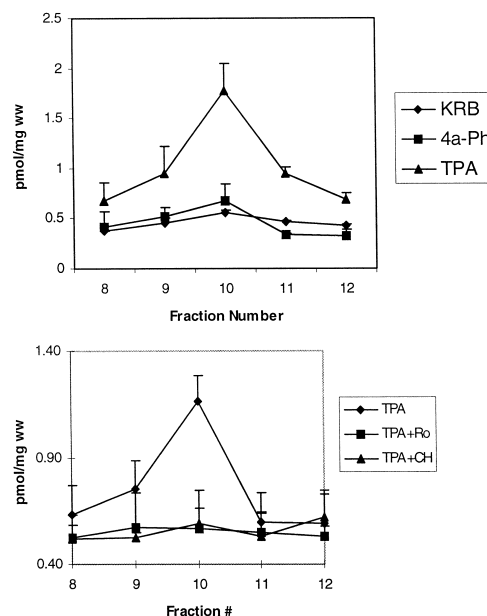 2.5
2
1.5
1
0.5
0
pmol/mg ww
8 9 10 11 12
Fraction Number
KRB
4a-Ph
TPA
1.40
0.90
0.40
pmol/mg ww
8 9 10 11 12
Fraction #
TPA
TPA+Ro
TPA+CH